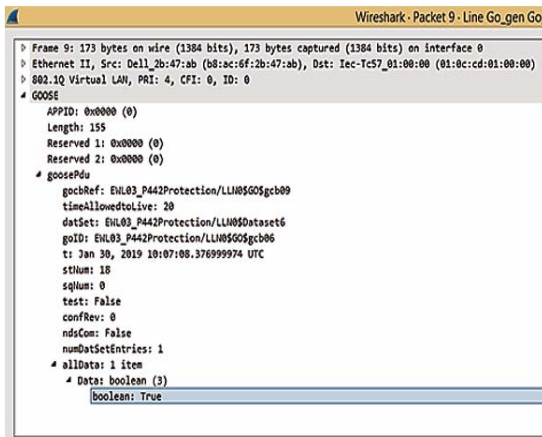 Wireshark · Packet 9 · Line Go_gen Go
Frame 9: 173 bytes on wire (1384 bits), 173 bytes captured (1384 bits) on interface 0
Ethernet II, Src: Dell_2b:47:ab (b8:ac:6f:2b:47:ab), Dst: Iec-Tc57_01:00:00 (01:0c:cd:01:00:00)
802.1Q Virtual LAN, PRI: 4, CFI: 0, ID: 0
GOOSE
APPID: 0x0000 (0)
Length: 155
Reserved 1: 0x0000 (0)
Reserved 2: 0x0000 (0)
goosePdu
gocbRef: EWL03_P442Protection/LLN0$GO$gcb09
timeAllowedtoLive: 20
datSet: EWL03_P442Protection/LLN0$Dataset6
goID: EWL03_P442Protection/LLN0$GO$gcb06
t: Jan 30, 2019 10:07:08.376999974 UTC
stNum: 18
sqNum: 0
test: False
confRev: 0
ndsCom: False
numDatSetEntries: 1
allData: 1 item
Data: boolean (3)
boolean: True